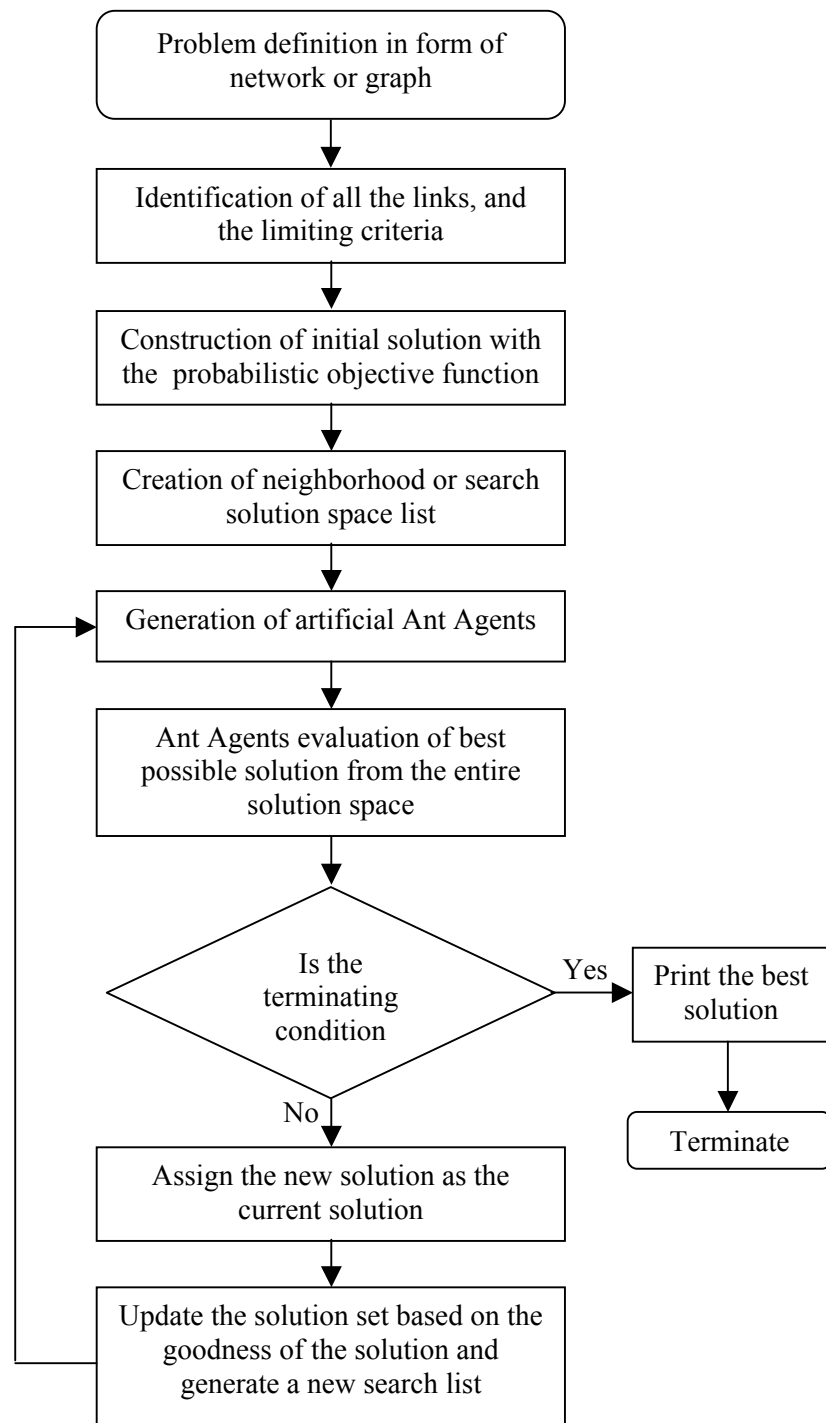 Problem definition in form of
network or graph
Identification of all the links, and
the limiting criteria
Construction of initial solution with
the probabilistic objective function
Creation of neighborhood or search
solution space list
Generation of artificial Ant Agents
Ant Agents evaluation of best
possible solution from the entire
solution space
Is the
terminating
condition
Yes
Print the best
solution
Terminate
No
Assign the new solution as the
current solution
Update the solution set based on the
goodness of the solution and
generate a new search list